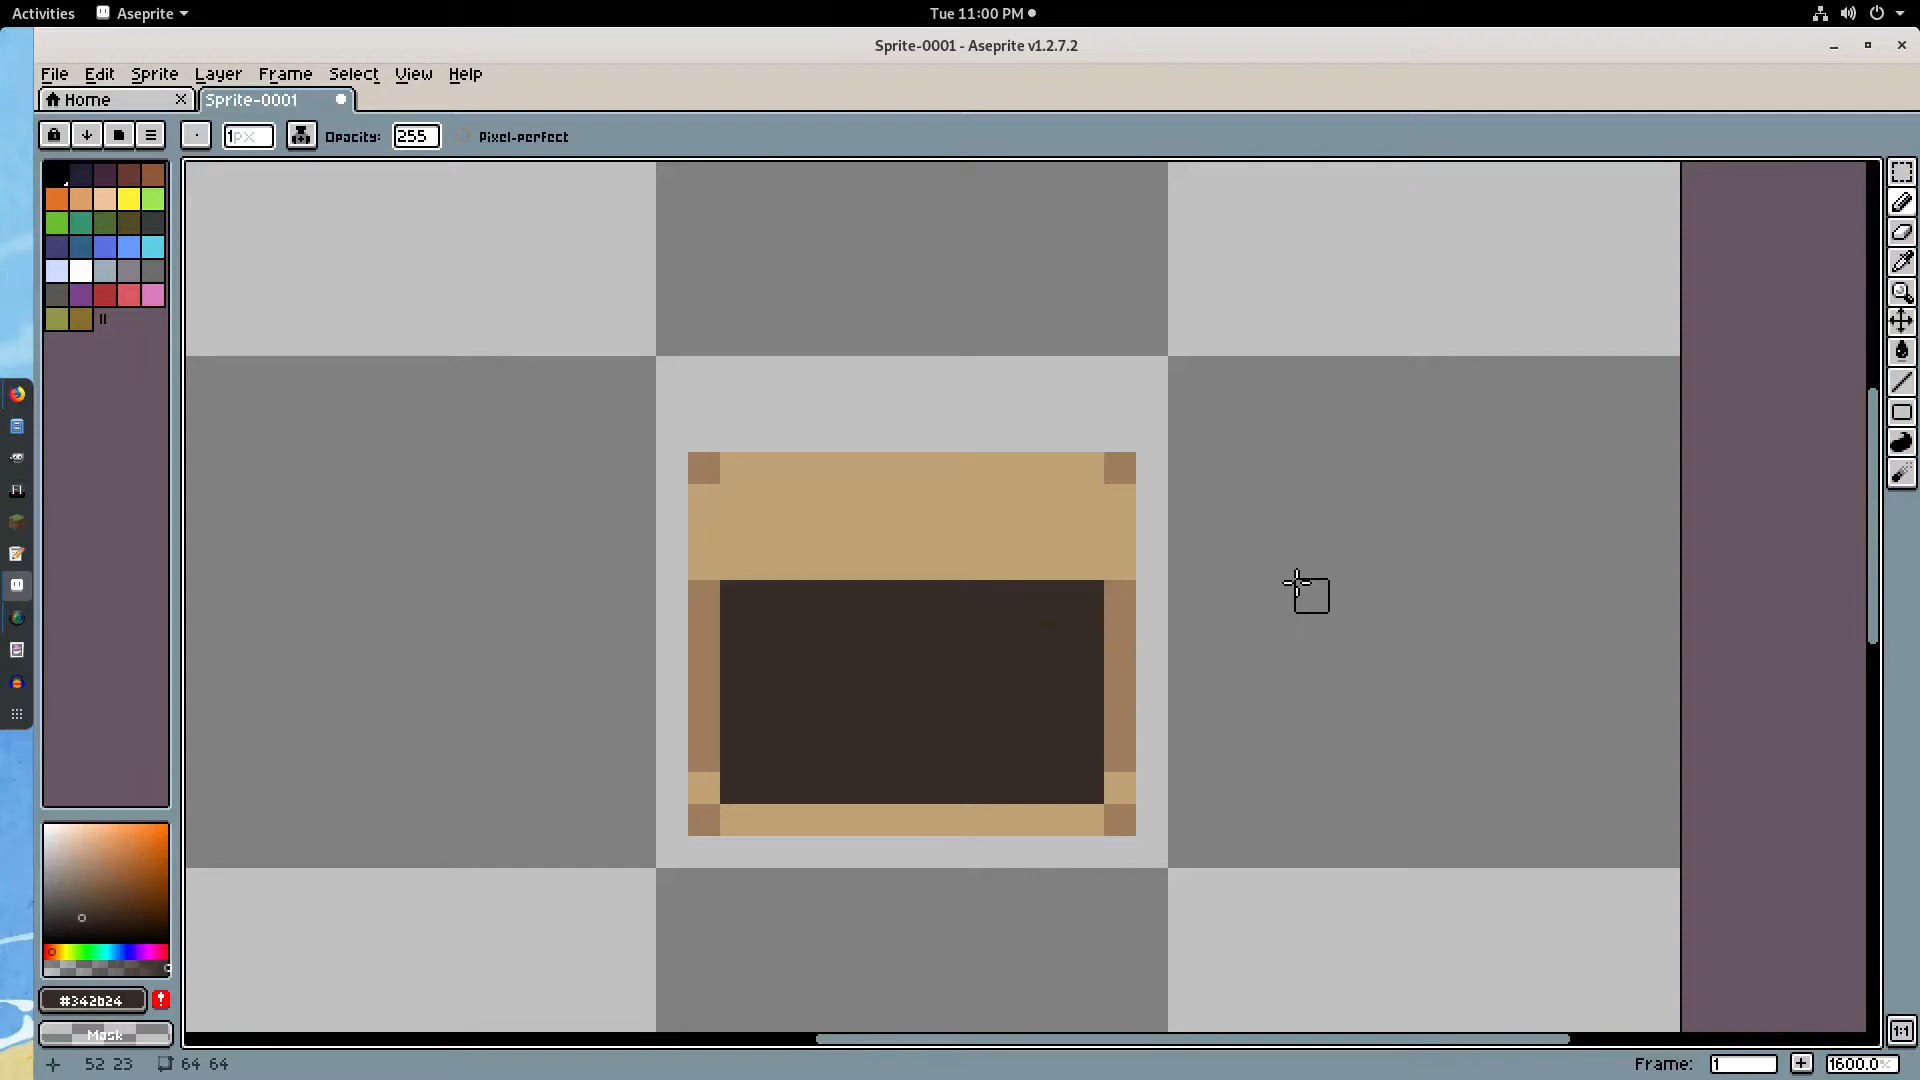 Activities Aseprite Tue 11:00 PM
Sprite-0001 - Aseprite v1.2.7.2
File Edit Sprite Layer Frame Select View Help
Home Sprite-0001
1px Opacity: 255 Pixel-perfect
#342b24 !
Mask
52 23 64 64 Frame: 1 1600.0%
1:1